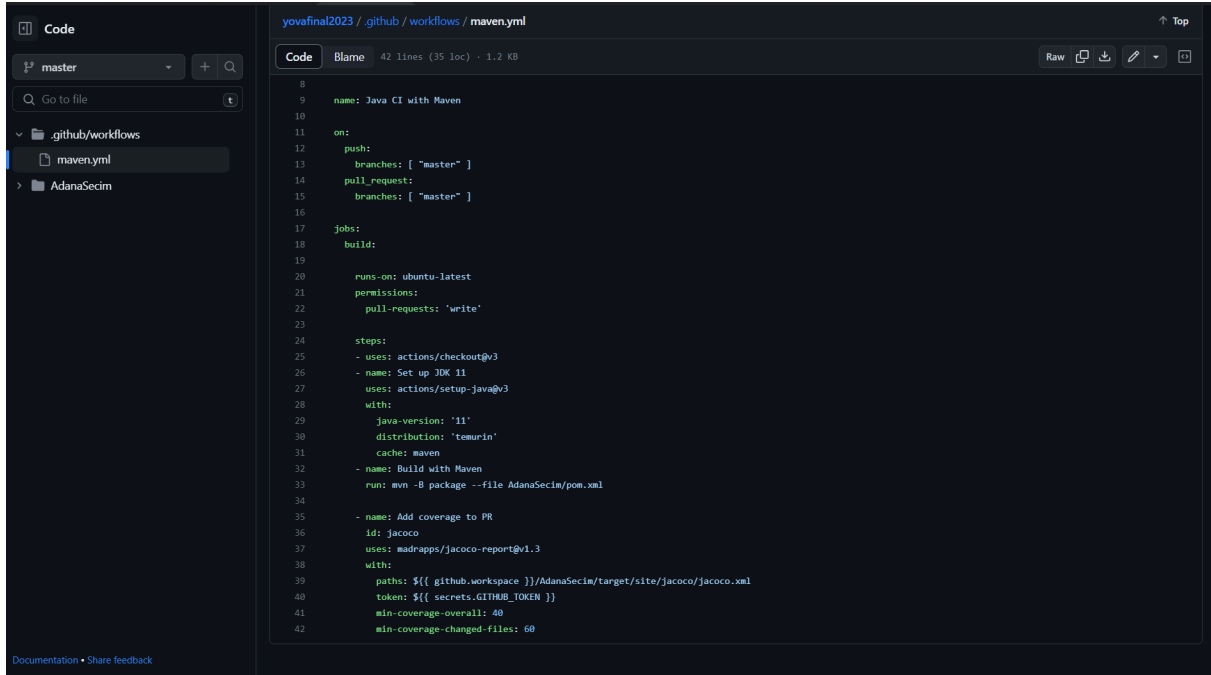 Code
master
Go to file
t
.github/workflows
maven.yml
AdanaSecim
Documentation • Share feedback
yovafinal2023 / .github / workflows / maven.yml
Top
Code Blame 42 lines (35 loc) · 1.2 KB
Raw
8
9 name: Java CI with Maven
10
11 on:
12   push:
13     branches: [ "master" ]
14   pull_request:
15     branches: [ "master" ]
16
17 jobs:
18   build:
19
20     runs-on: ubuntu-latest
21     permissions:
22       pull-requests: 'write'
23
24     steps:
25     - uses: actions/checkout@v3
26     - name: Set up JDK 11
27       uses: actions/setup-java@v3
28       with:
29         java-version: '11'
30         distribution: 'temurin'
31         cache: maven
32     - name: Build with Maven
33       run: mvn -B package --file AdanaSecim/pom.xml
34
35     - name: Add coverage to PR
36       id: jacoco
37       uses: madrapps/jacoco-report@v1.3
38       with:
39         paths: ${{ github.workspace }}/AdanaSecim/target/site/jacoco/jacoco.xml
40         token: ${{ secrets.GITHUB_TOKEN }}
41         min-coverage-overall: 40
42         min-coverage-changed-files: 60